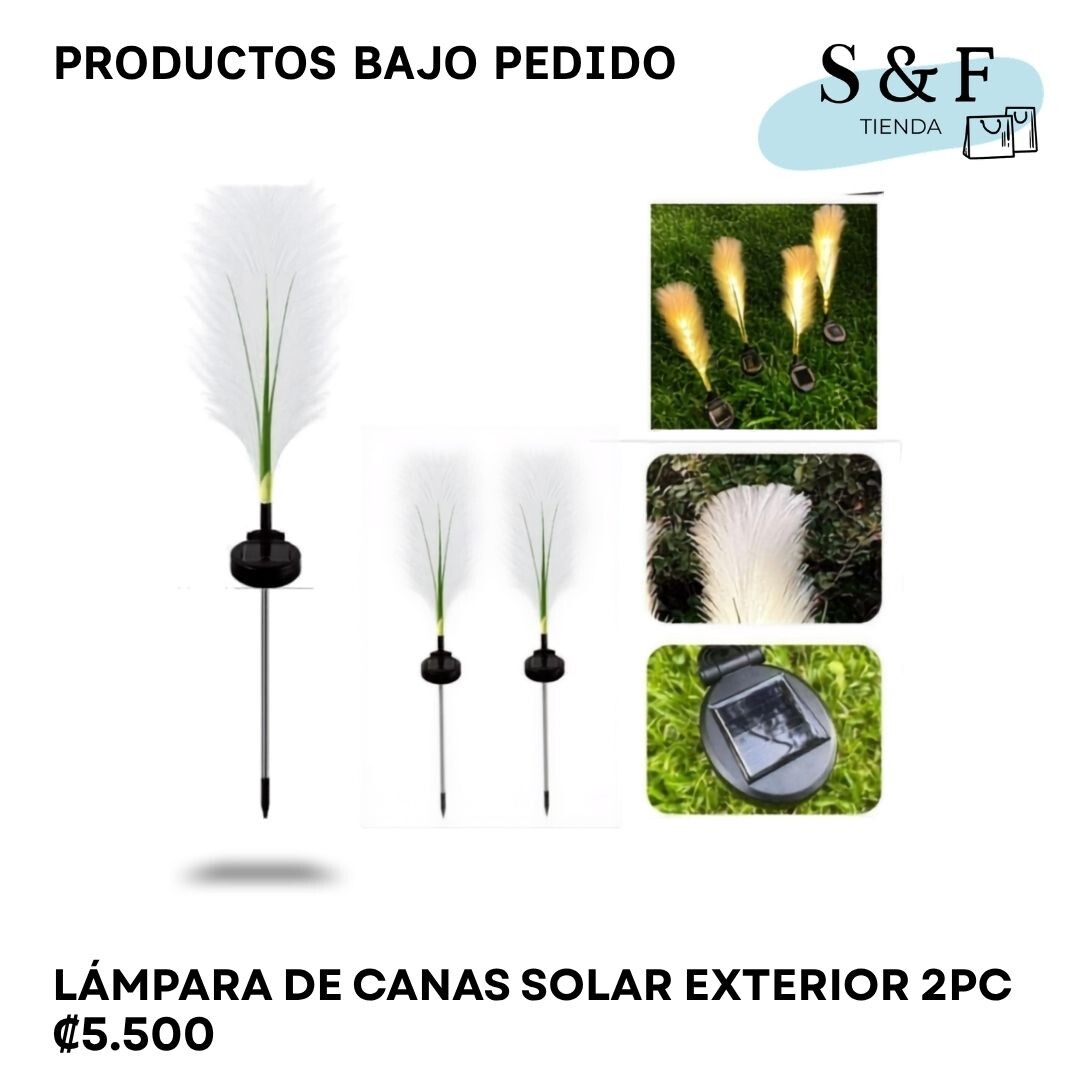 PRODUCTOS BAJO PEDIDO
S & F
TIENDA
LÁMPARA DE CANAS SOLAR EXTERIOR 2PC
₡5.500